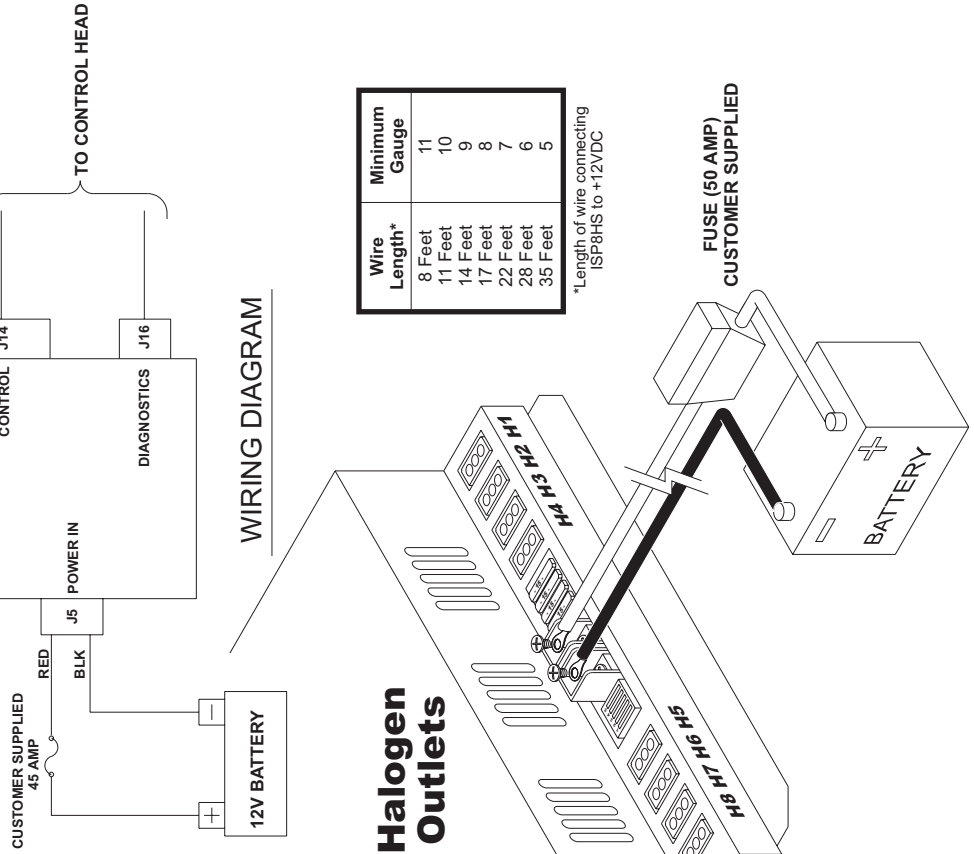 TO CONTROL HEAD
J14
CONTROL
J16
DIAGNOSTICS
POWER IN
J5
RED
BLK
CUSTOMER SUPPLIED
45 AMP
+
−
12V BATTERY
WIRING DIAGRAM
Wire Length* Minimum Gauge
8 Feet 11
11 Feet 10
14 Feet 9
17 Feet 8
22 Feet 7
28 Feet 6
35 Feet 5
*Length of wire connecting
ISP8HS to +12VDC
Halogen
Outlets
H4 H3 H2 H1
H8 H7 H6 H5
FUSE (50 AMP)
CUSTOMER SUPPLIED
− +
BATTERY